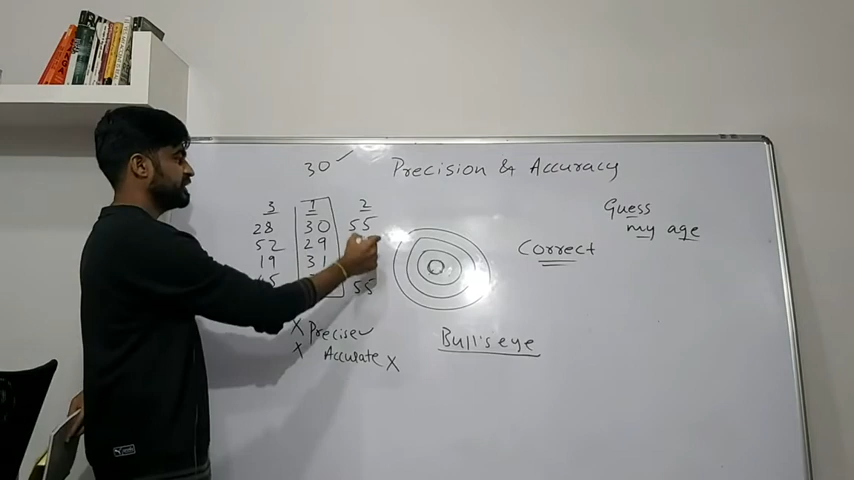 30 ✓ Precision & Accuracy
Guess
my age
3 1 2
28 30 55
52 29
19 31
55
Correct
X Precise ✓
X Accurate X
Bull's eye